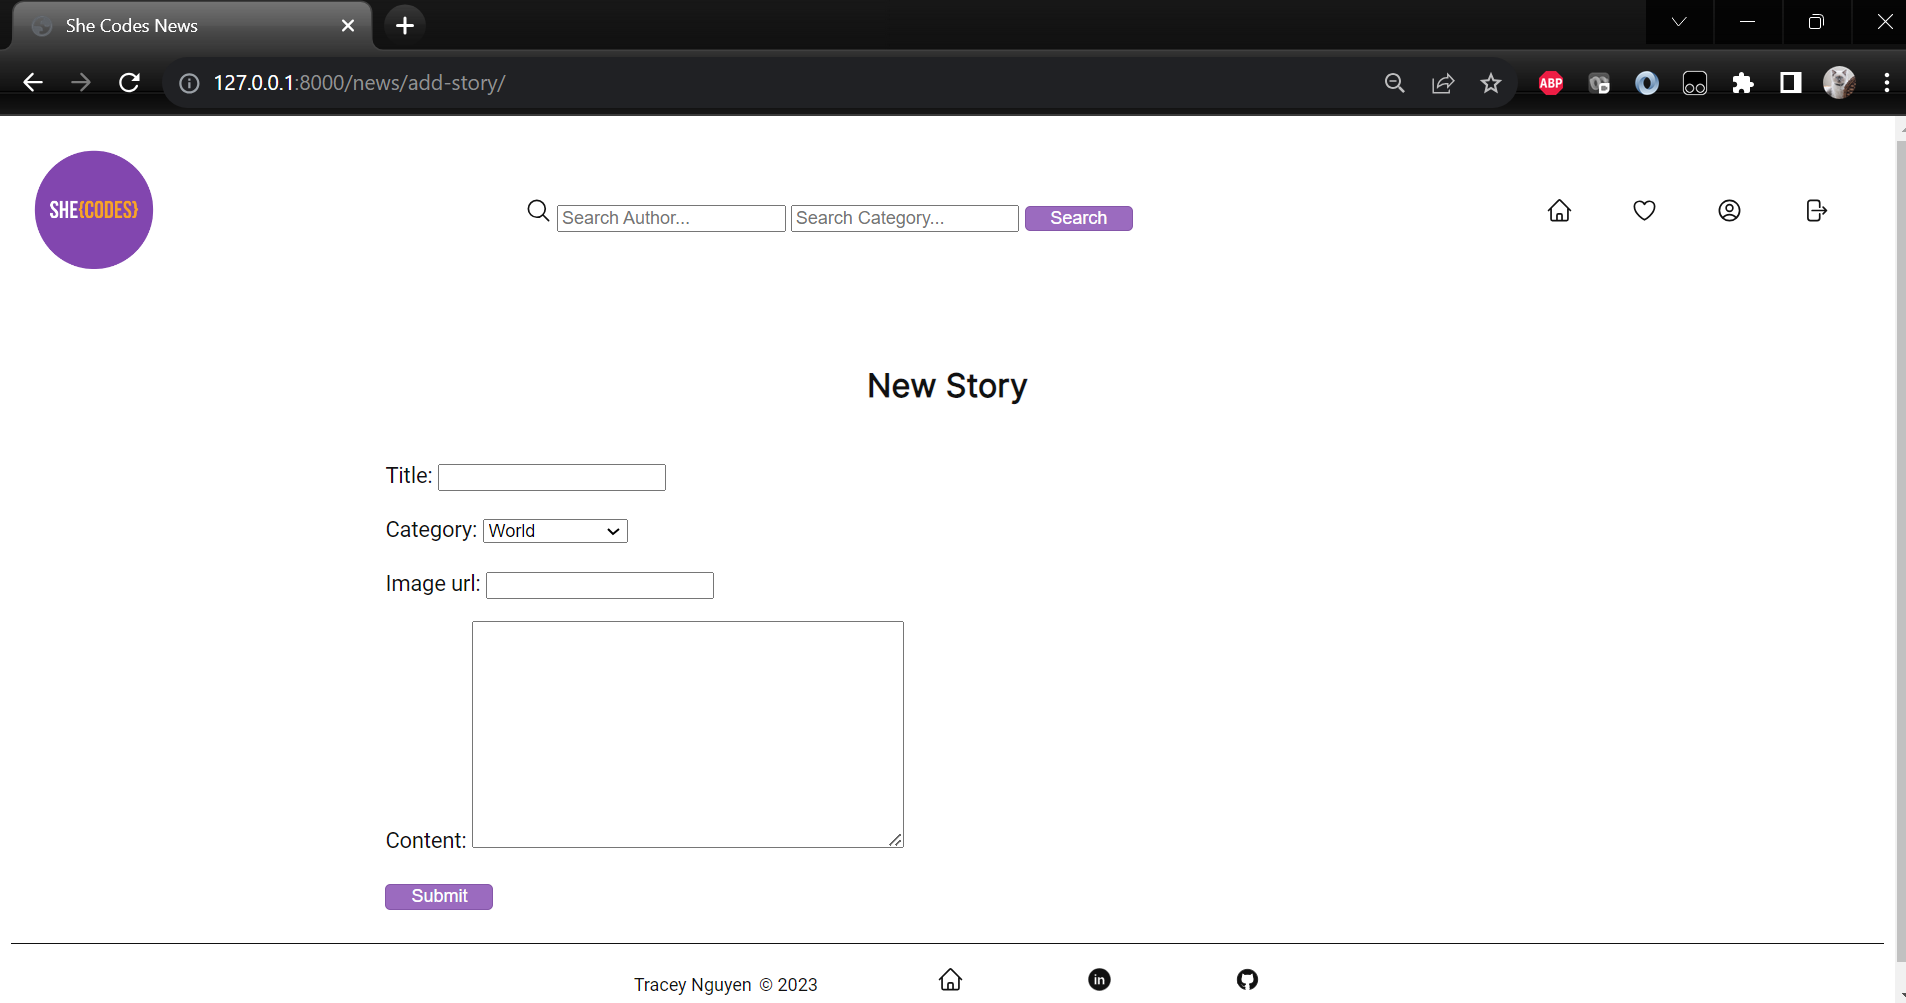 She Codes News
127.0.0.1:8000/news/add-story/
ABP
SHE{CODES}
Search Author... Search Category... Search
New Story
Title:
Category: World
Image url:
Content:
Submit
Tracey Nguyen © 2023
in